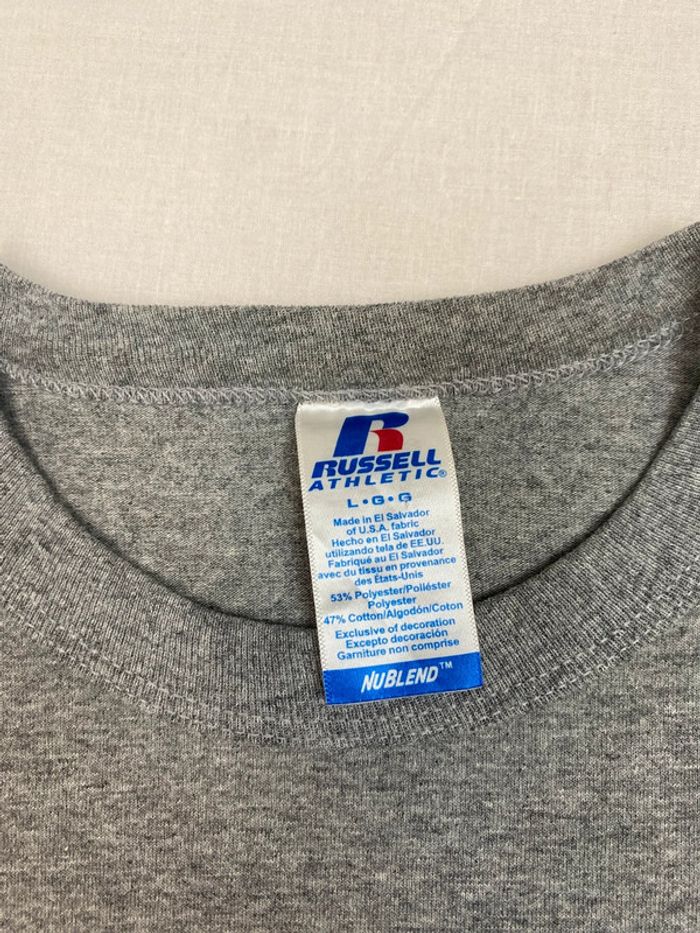 R
RUSSELL
ATHLETIC®
L•G•G
Made in El Salvador
of U.S.A. fabric
Hecho en El Salvador
utilizando tela de EE.UU.
Fabriqué au El Salvador
avec du tissu en provenance
des États-Unis
53% Polyester/Poliéster
Polyester
47% Cotton/Algodón/Coton
Exclusive of decoration
Excepto decoración
Garniture non comprise
NUBLEND™